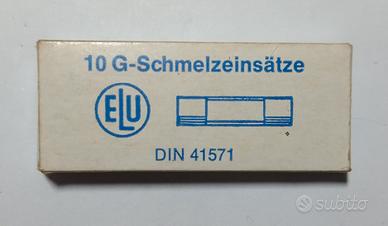 10 G-Schmelzeinsätze
ELU
DIN 41571
subito